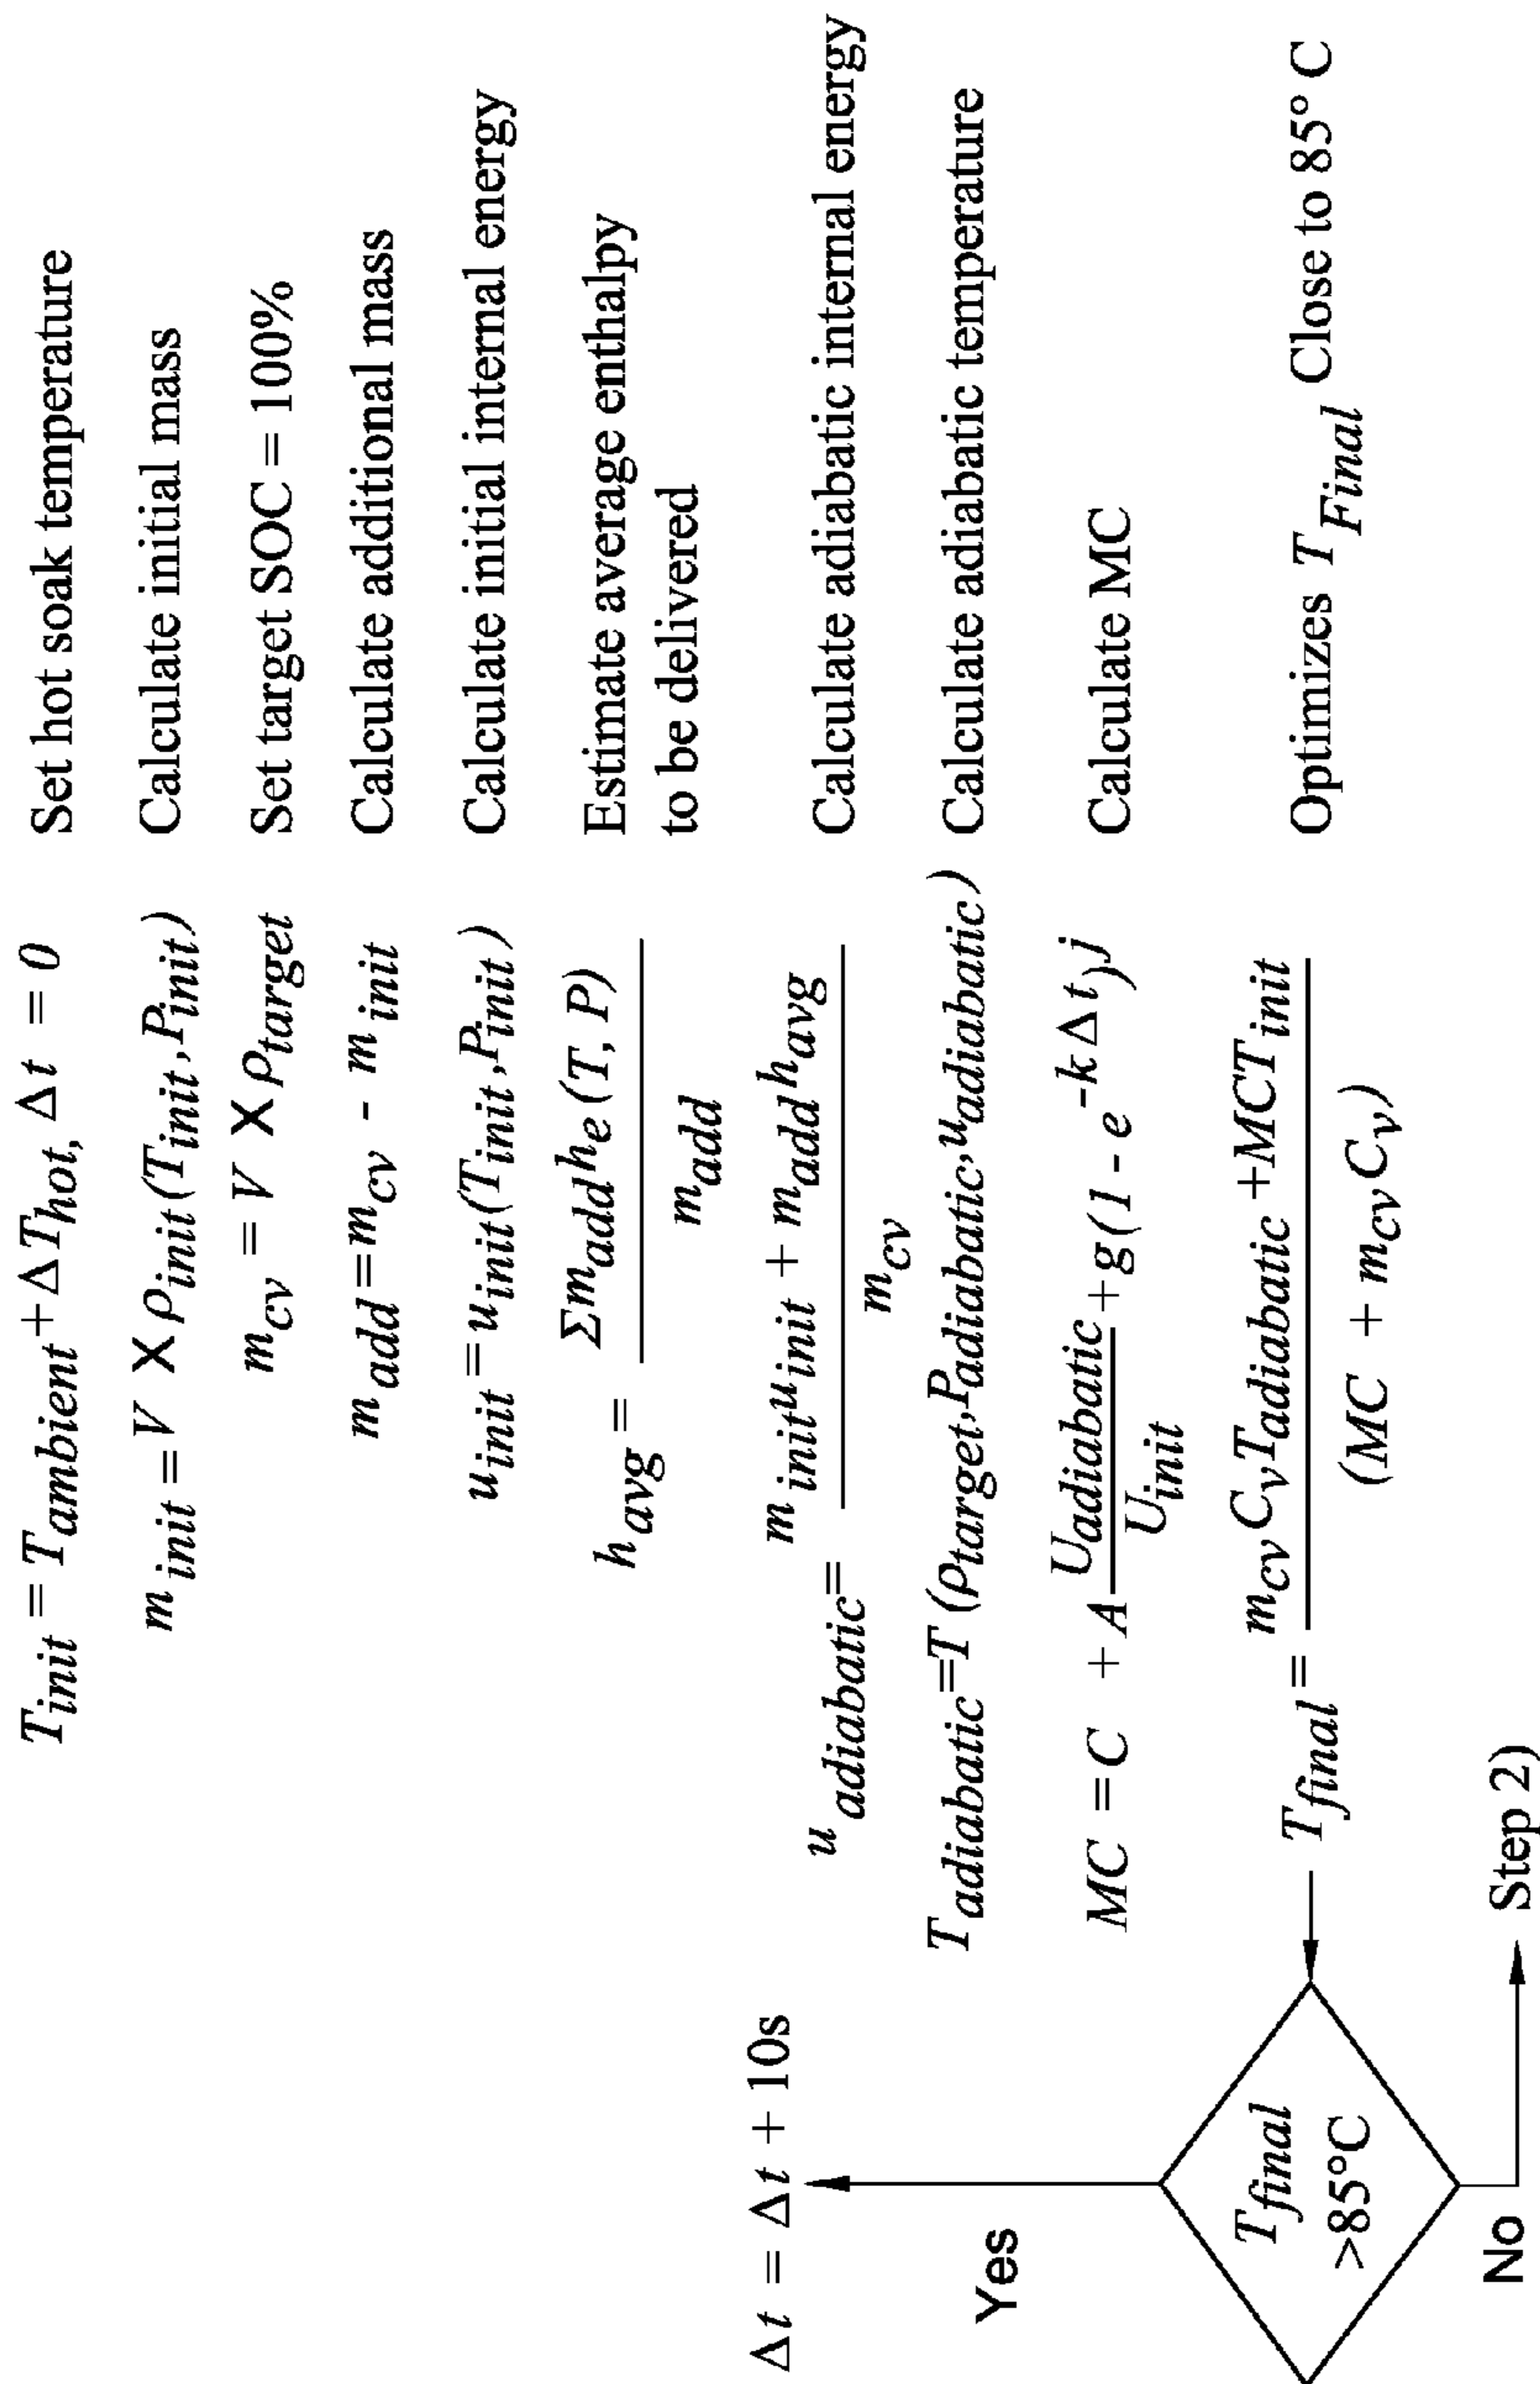 T_init = T_ambient + ΔT_hot, Δt = 0 Set hot soak temperature
m_init = V X ρ_init(T_init, P_init) Calculate initial mass
m_cv = V X ρ_target Set target SOC = 100%
m_add = m_cv - m_init Calculate additional mass
u_init = u_init(T_init, P_init) Calculate initial internal energy
h_avg = Σm_add h_e (T, P) / m_add Estimate average enthalpy
to be delivered
u_adiabatic = m_init u_init + m_add h_avg / m_cv Calculate adiabatic internal energy
T_adiabatic = T (ρ_target, P_adiabatic, u_adiabatic) Calculate adiabatic temperature
MC = C + A U_adiabatic / U_init + g(1 - e^-kΔt)^j Calculate MC
T_final = m_cv C_v T_adiabatic + MCT_init / (MC + m_cv C_v) Optimizes T_Final Close to 85° C
Δt = Δt + 10s
Yes
T_final
>85°C
No
Step 2)